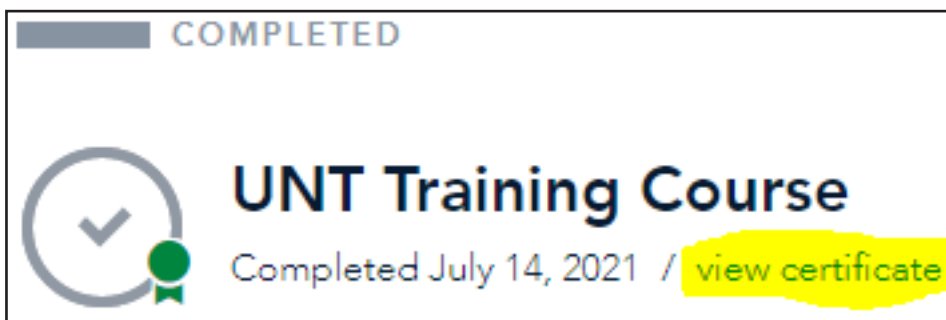 COMPLETED
UNT Training Course
Completed July 14, 2021 / view certificate